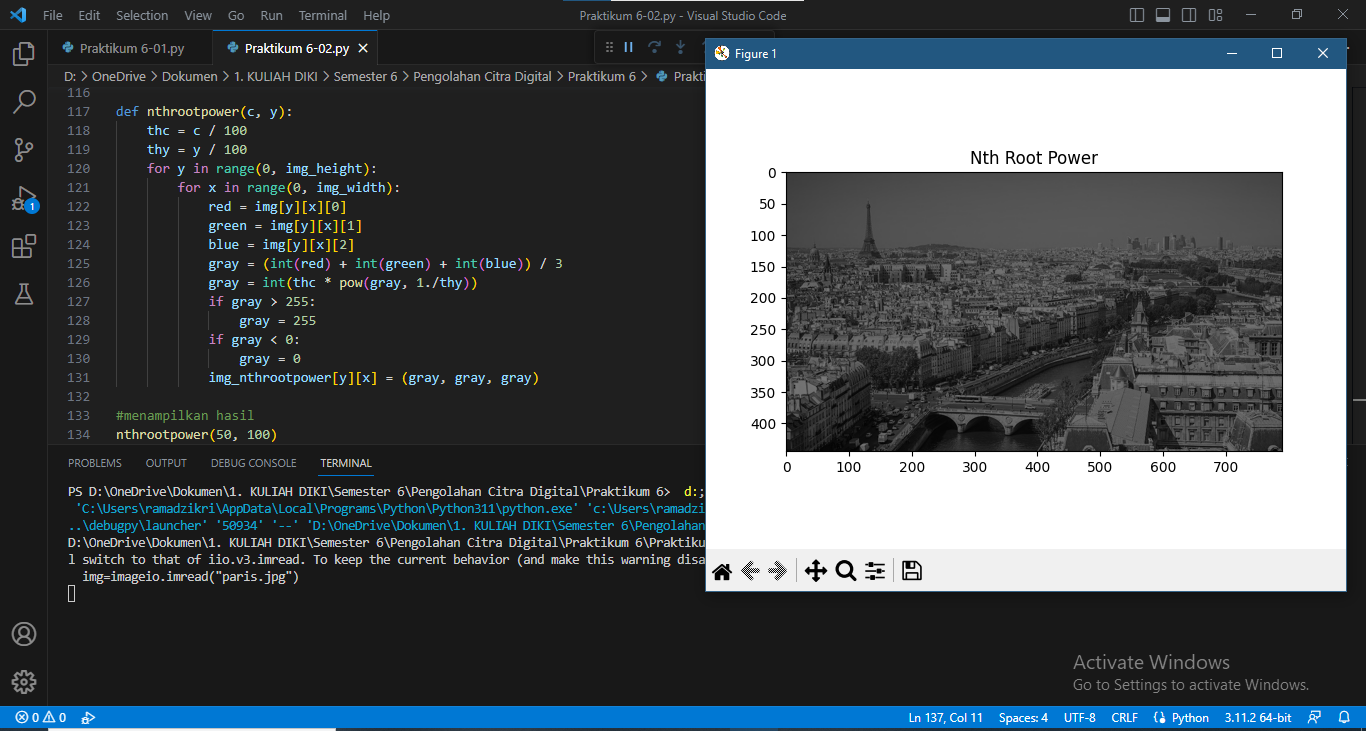 File Edit Selection View Go Run Terminal Help
Praktikum 6-02.py - Visual Studio Code
Praktikum 6-01.py
Praktikum 6-02.py
D: > OneDrive > Dokumen > 1. KULIAH DIKI > Semester 6 > Pengolahan Citra Digital > Praktikum 6 > Prakt
116
117 def nthrootpower(c, y):
118 thc = c / 100
119 thy = y / 100
120 for y in range(0, img_height):
121 for x in range(0, img_width):
122 red = img[y][x][0]
123 green = img[y][x][1]
124 blue = img[y][x][2]
125 gray = (int(red) + int(green) + int(blue)) / 3
126 gray = int(thc * pow(gray, 1./thy))
127 if gray > 255:
128 gray = 255
129 if gray < 0:
130 gray = 0
131 img_nthrootpower[y][x] = (gray, gray, gray)
132
133 #menampilkan hasil
134 nthrootpower(50, 100)
1
Figure 1
Nth Root Power
0
50
100
150
200
250
300
350
400
0 100 200 300 400 500 600 700
PROBLEMS OUTPUT DEBUG CONSOLE TERMINAL
PS D:\OneDrive\Dokumen\1. KULIAH DIKI\Semester 6\Pengolahan Citra Digital\Praktikum 6> d:;
'C:\Users\ramadzikri\AppData\Local\Programs\Python\Python311\python.exe' 'c:\Users\ramadzi
..\debugpy\launcher' '50934' '--' 'D:\OneDrive\Dokumen\1. KULIAH DIKI\Semester 6\Pengolahan
D:\OneDrive\Dokumen\1. KULIAH DIKI\Semester 6\Pengolahan Citra Digital\Praktikum 6\Praktiku
l switch to that of iio.v3.imread. To keep the current behavior (and make this warning disa
img=imageio.imread("paris.jpg")
Activate Windows
Go to Settings to activate Windows.
0 0 Ln 137, Col 11 Spaces: 4 UTF-8 CRLF Python 3.11.2 64-bit